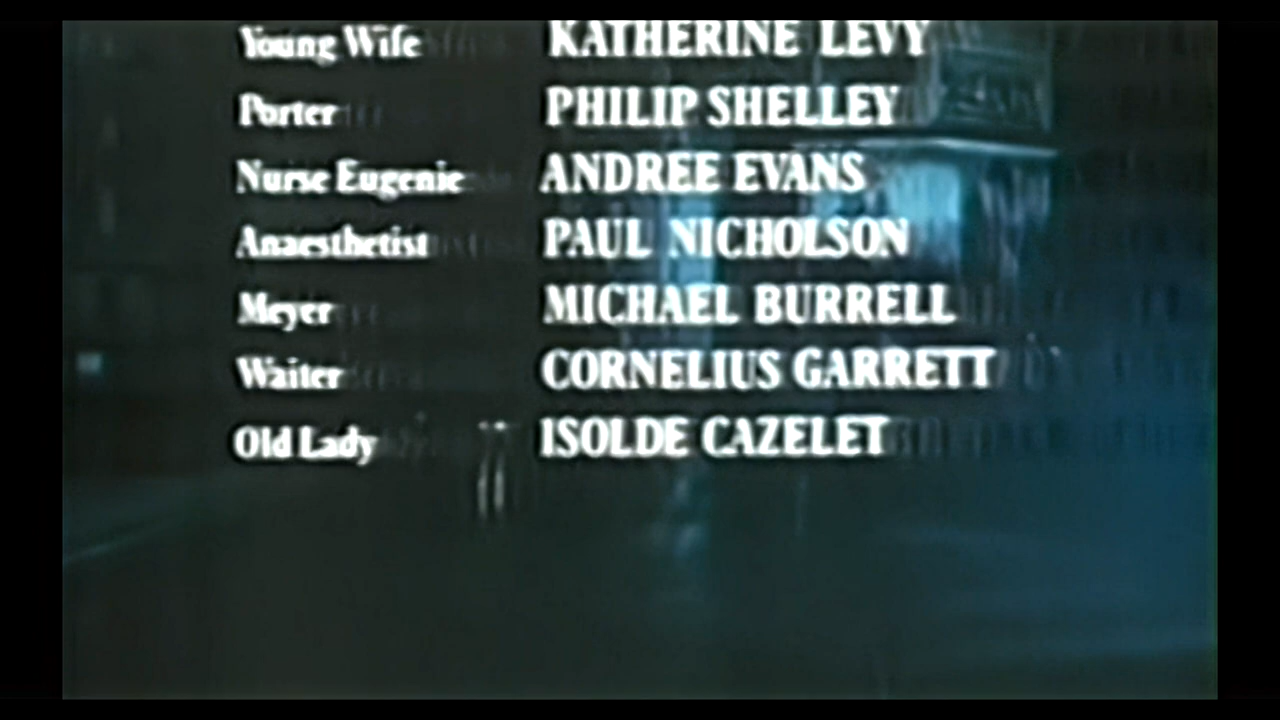 Young Wife KATHERINE LEVY
Porter PHILIP SHELLEY
Nurse Eugenie ANDREE EVANS
Anaesthetist PAUL NICHOLSON
Meyer MICHAEL BURRELL
Waiter CORNELIUS GARRETT
Old Lady ISOLDE CAZELET